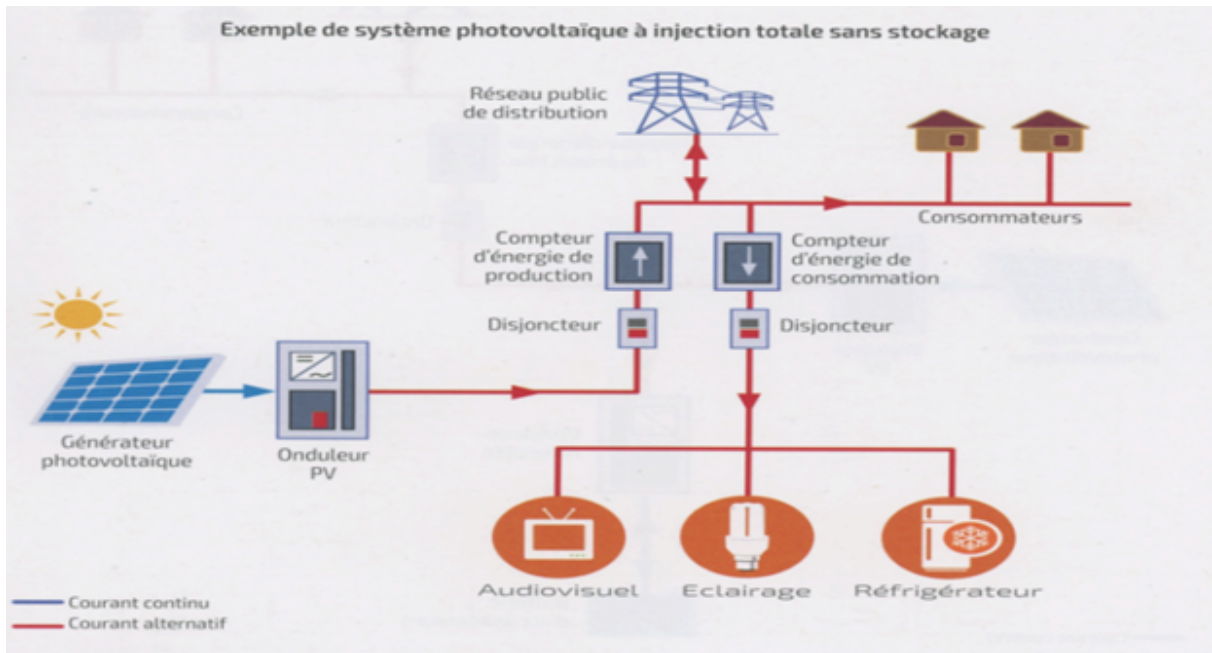 Exemple de système photovoltaïque à injection totale sans stockage
Réseau public
de distribution
Consommateurs
Compteur
d'énergie de
production
Compteur
d'énergie de
consommation
Disjoncteur
Disjoncteur
Générateur
photovoltaïque
Onduleur
PV
Audiovisuel
Eclairage
Réfrigérateur
Courant continu
Courant alternatif